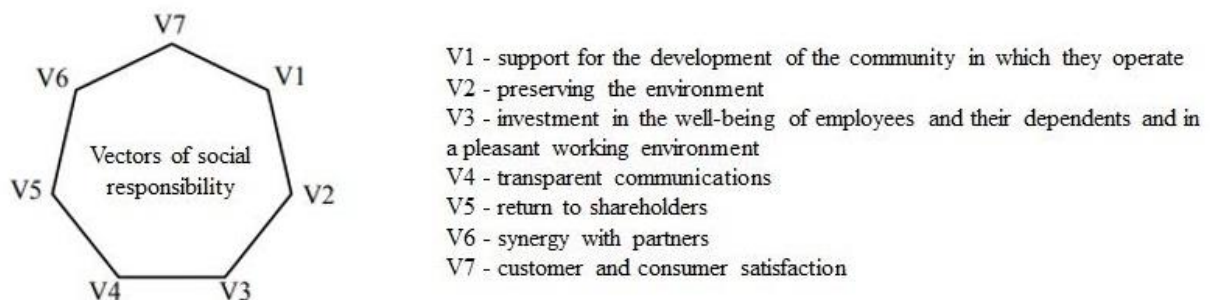 V7
V6
V1
Vectors of social
responsibility
V5
V2
V4
V3
V1 - support for the development of the community in which they operate
V2 - preserving the environment
V3 - investment in the well-being of employees and their dependents and in
a pleasant working environment
V4 - transparent communications
V5 - return to shareholders
V6 - synergy with partners
V7 - customer and consumer satisfaction